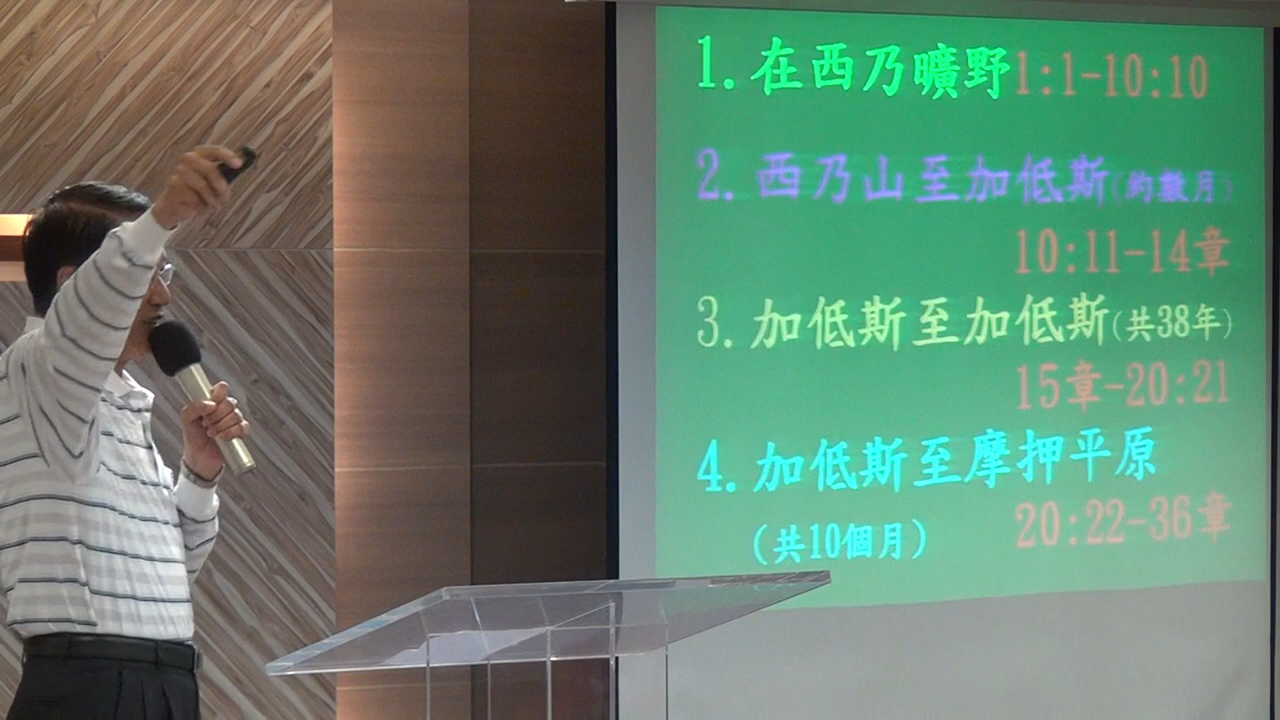 1.在西乃曠野1:1-10:10
2.西乃山至加低斯(約數月)
10:11-14章
3.加低斯至加低斯(共38年)
15章-20:21
4.加低斯至摩押平原
(共10個月) 20:22-36章